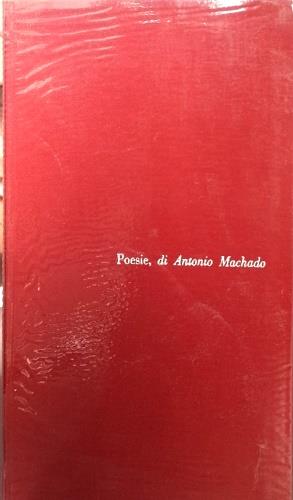 Poesie, di Antonio Machado